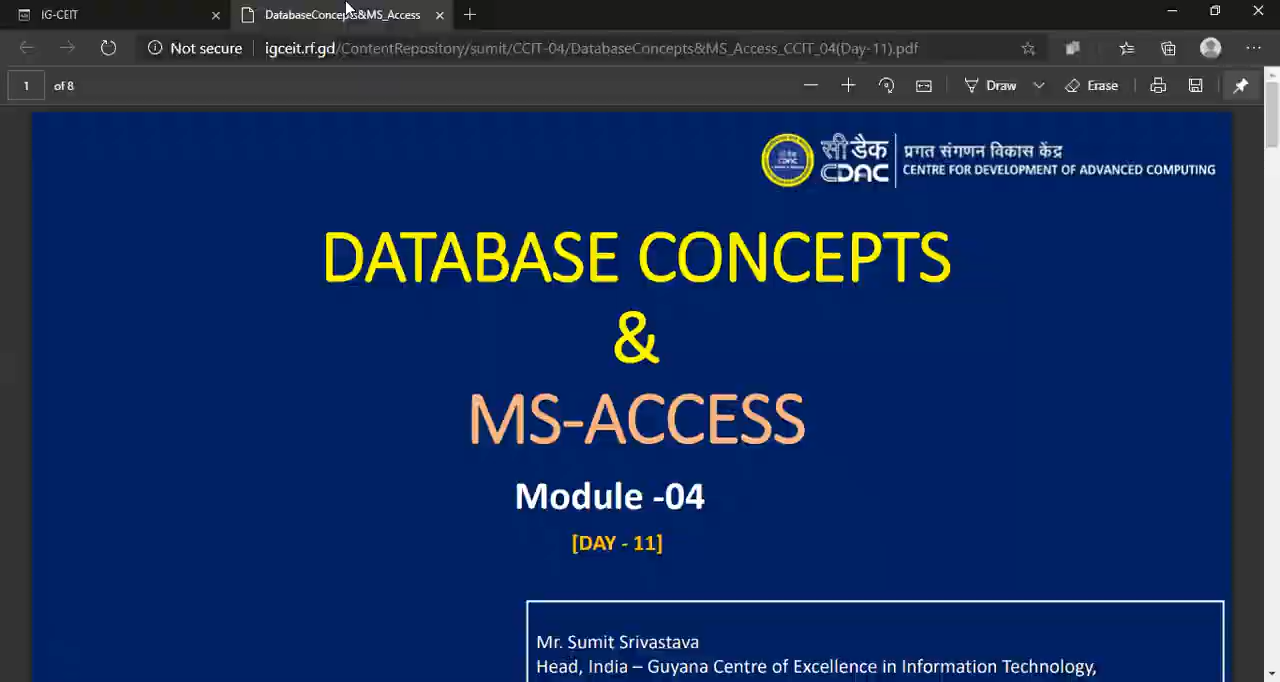 IG-CEIT
DatabaseConcepts&MS_Access
Not secure
igceit.rf.gd/ContentRepository/sumit/CCIT-04/DatabaseConcepts&MS_Access_CCIT_04(Day-11).pdf
1 of 8
Draw
Erase
सी डैक
CDAC
प्रगत संगणन विकास केंद्र
CENTRE FOR DEVELOPMENT OF ADVANCED COMPUTING
DATABASE CONCEPTS
&
MS-ACCESS
Module -04
[DAY - 11]
Mr. Sumit Srivastava
Head, India – Guyana Centre of Excellence in Information Technology,